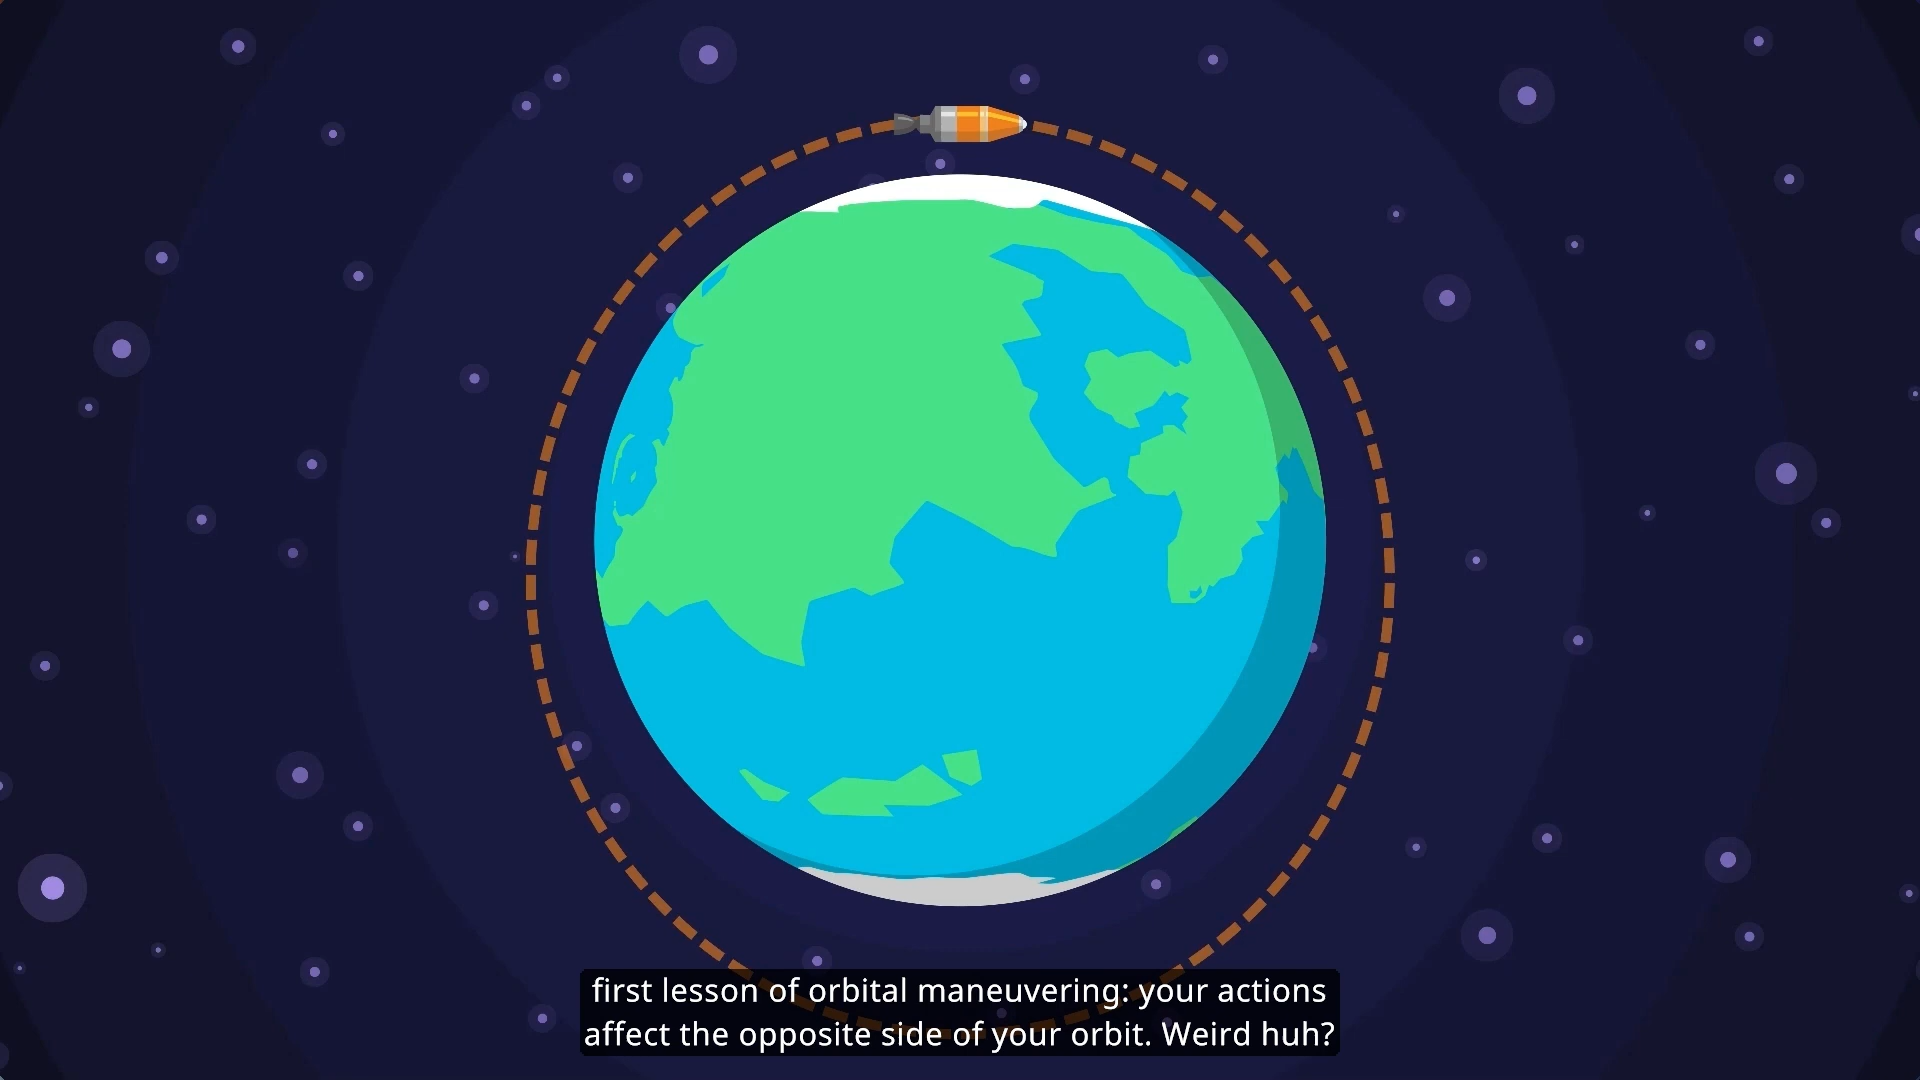 first lesson of orbital maneuvering: your actions
affect the opposite side of your orbit. Weird huh?